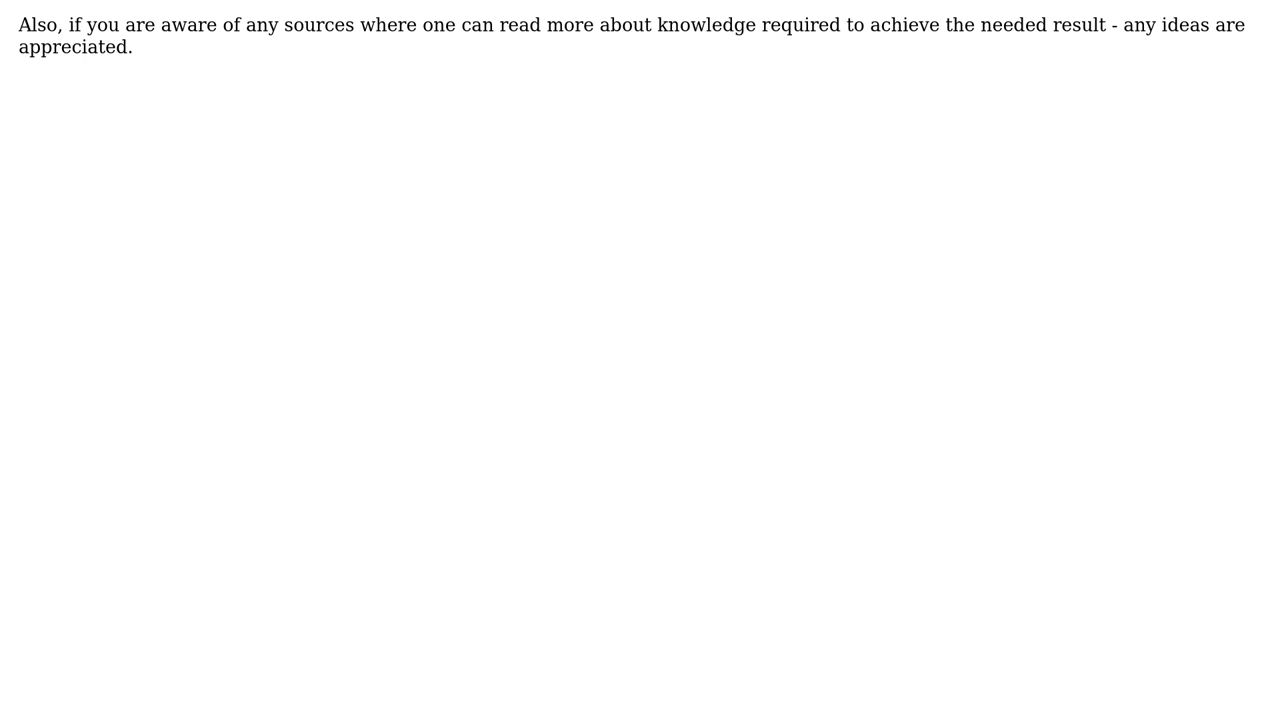 Also, if you are aware of any sources where one can read more about knowledge required to achieve the needed result - any ideas are
appreciated.